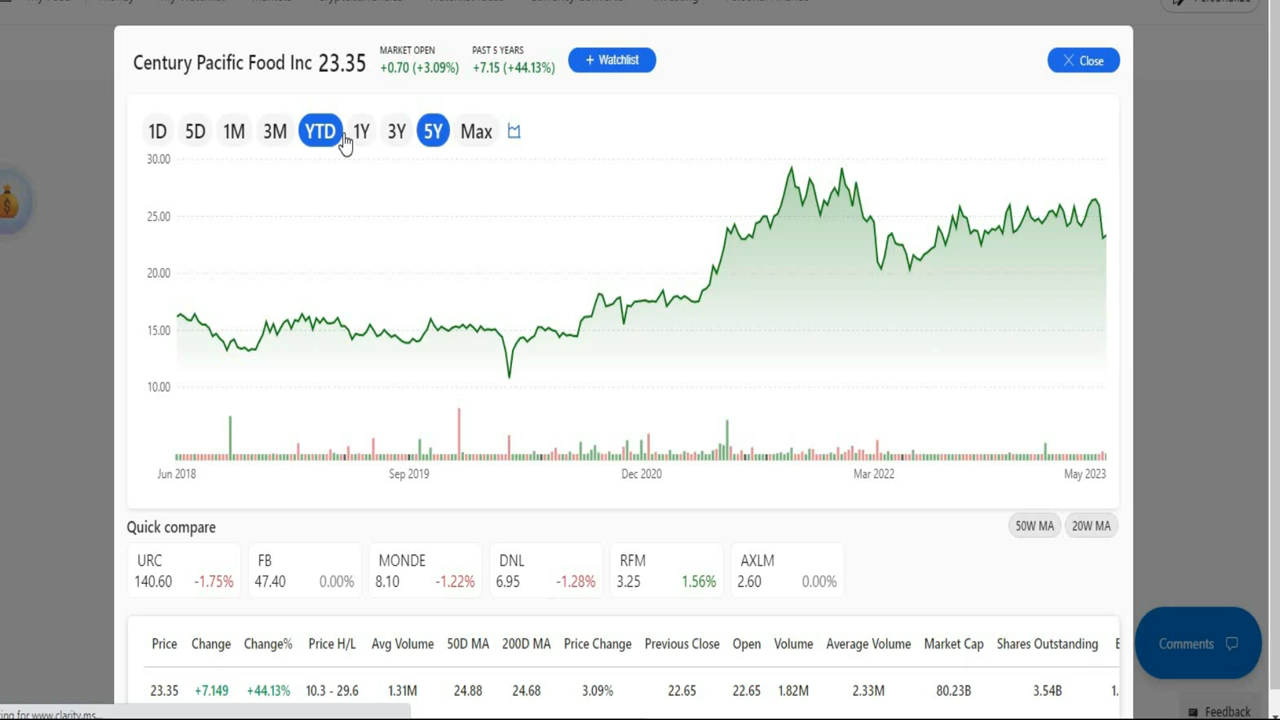 Century Pacific Food Inc 23.35
MARKET OPEN
+0.70 (+3.09%)
PAST 5 YEARS
+7.15 (+44.13%)
+ Watchlist
Close
1D 5D 1M 3M YTD 1Y 3Y 5Y Max
30.00
25.00
20.00
15.00
10.00
Jun 2018 Sep 2019 Dec 2020 Mar 2022 May 2023
Quick compare
50W MA 20W MA
URC
140.60 -1.75%
FB
47.40 0.00%
MONDE
8.10 -1.22%
DNL
6.95 -1.28%
RFM
3.25 1.56%
AXLM
2.60 0.00%
Price Change Change% Price H/L Avg Volume 50D MA 200D MA Price Change Previous Close Open Volume Average Volume Market Cap Shares Outstanding E
23.35 +7.149 +44.13% 10.3 - 29.6 1.31M 24.88 24.68 3.09% 22.65 22.65 1.82M 2.33M 80.23B 3.54B 1.
Comments
Feedback
for www.clarity.ms...